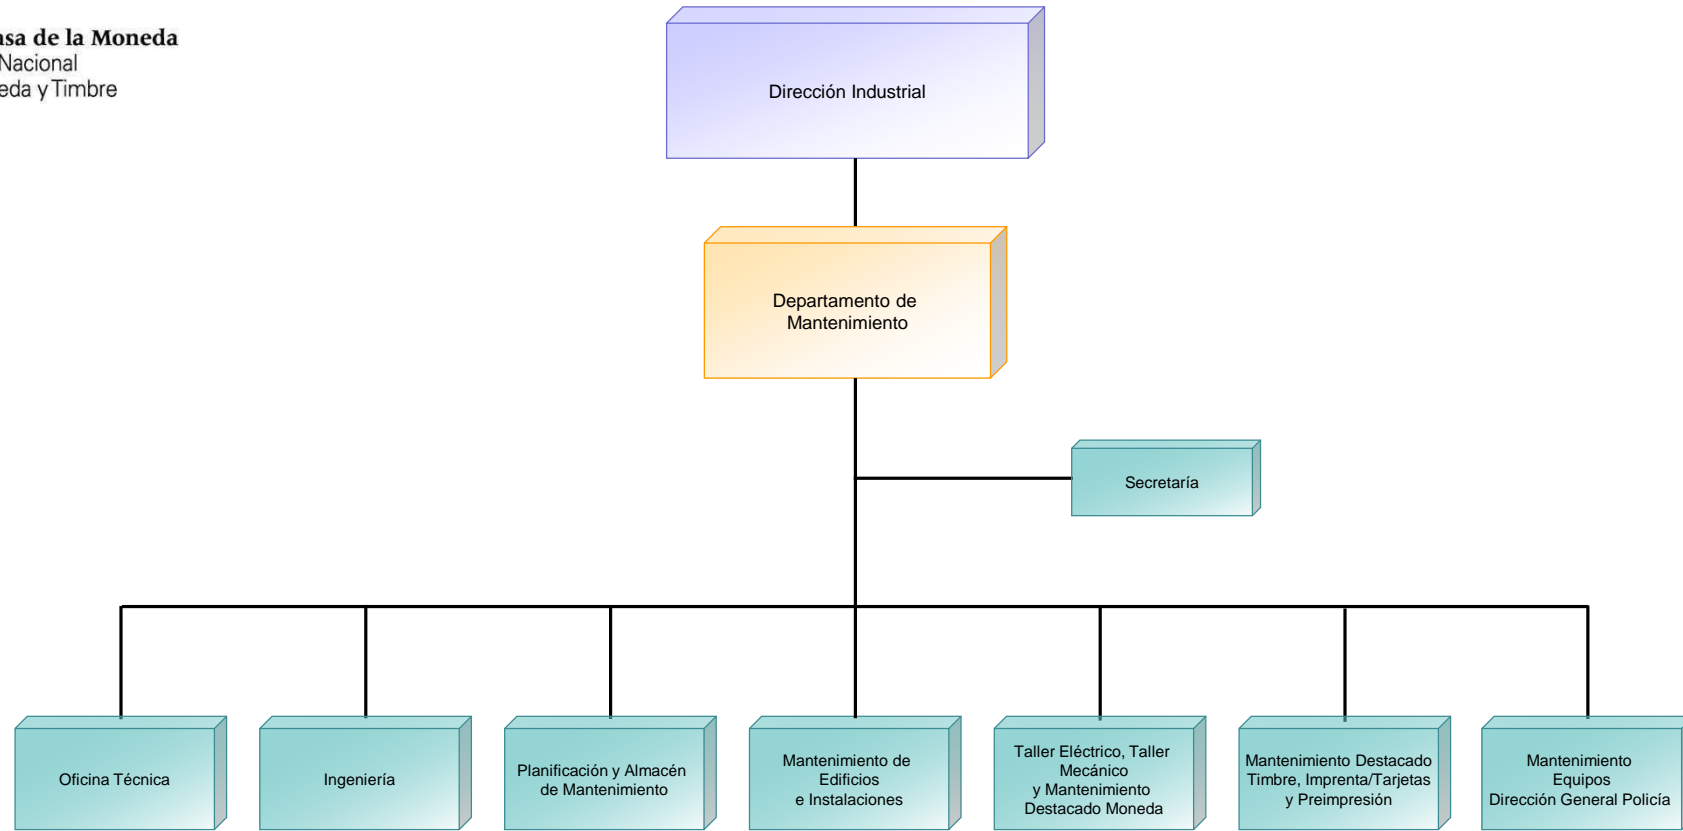 asa de la Moneda
Nacional
eda y Timbre
Dirección Industrial
Departamento de
Mantenimiento
Secretaría
Oficina Técnica
Ingeniería
Planificación y Almacén
de Mantenimiento
Mantenimiento de
Edificios
e Instalaciones
Taller Eléctrico, Taller
Mecánico
y Mantenimiento
Destacado Moneda
Mantenimiento Destacado
Timbre, Imprenta/Tarjetas
y Preimpresión
Mantenimiento
Equipos
Dirección General Policía